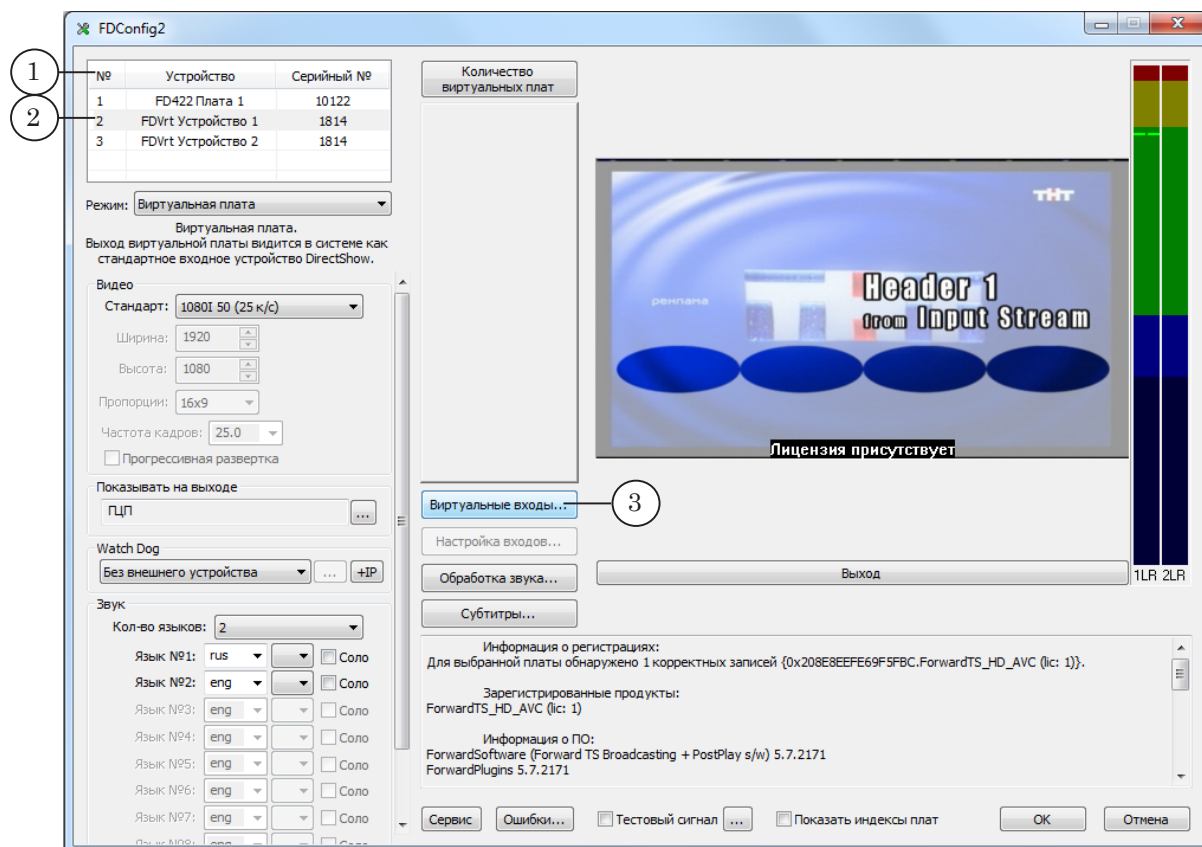 FDConfig2
1
2
№ Устройство Серийный №
1 FD422 Плата 1 10122
2 FDVrt Устройство 1 1814
3 FDVrt Устройство 2 1814
Режим: Виртуальная плата
Виртуальная плата.
Выход виртуальной платы видится в системе как
стандартное входное устройство DirectShow.
Видео
Стандарт: 1080I 50 (25 к/с)
Ширина: 1920
Высота: 1080
Пропорции: 16x9
Частота кадров: 25.0
Прогрессивная развертка
Показывать на выходе
ГЦП ...
Watch Dog
Без внешнего устройства ... +IP
Звук
Кол-во языков: 2
Язык №1: rus Соло
Язык №2: eng Соло
Язык №3: eng Соло
Язык №4: eng Соло
Язык №5: eng Соло
Язык №6: eng Соло
Язык №7: eng Соло
Язык №8: eng Соло
Количество
виртуальных плат
Виртуальные входы...
3
Настройка входов...
Обработка звука...
Субтитры...
ТНТ
реклама
Header 1
from Input Stream
Лицензия присутствует
Выход
1LR 2LR
Информация о регистрациях:
Для выбранной платы обнаружено 1 корректных записей {0x208E8EEFE69F5FBC.ForwardTS_HD_AVC (lic: 1)}.
Зарегистрированные продукты:
ForwardTS_HD_AVC (lic: 1)
Информация о ПО:
ForwardSoftware (Forward TS Broadcasting + PostPlay s/w) 5.7.2171
ForwardPlugins 5.7.2171
Сервис Ошибки... Тестовый сигнал ... Показать индексы плат OK Отмена